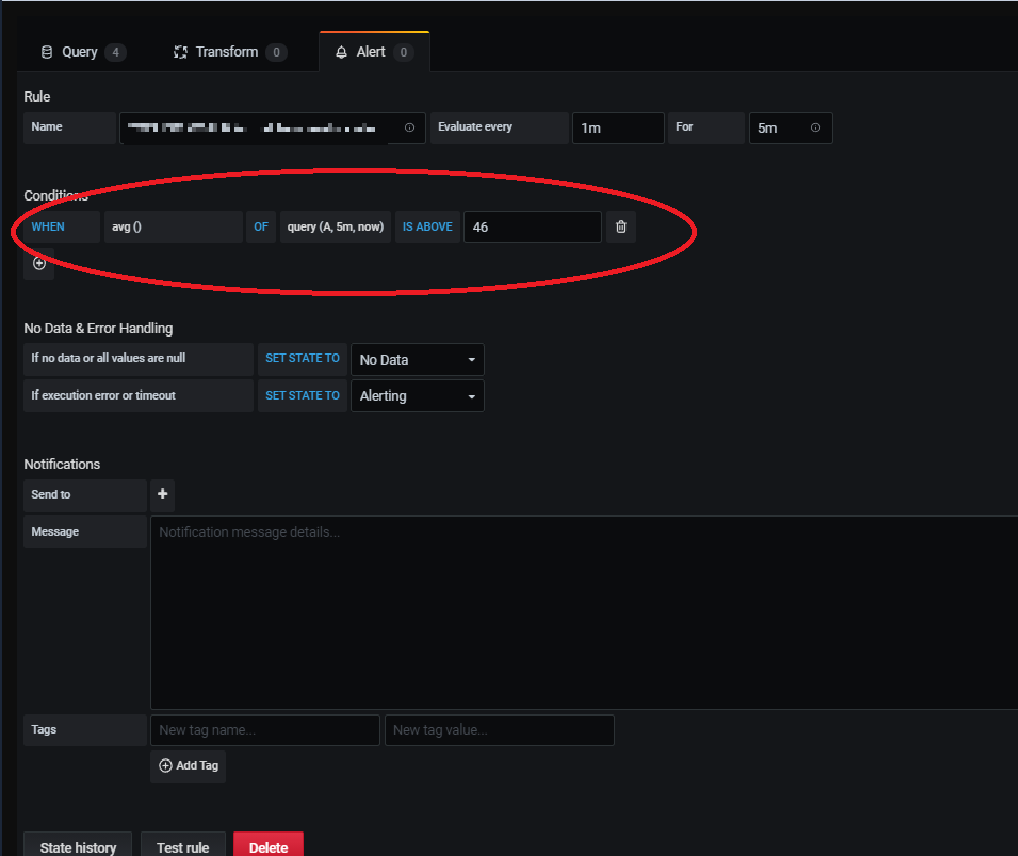 Query 4 Transform 0 Alert 0
Rule
Name Evaluate every 1m For 5m
Conditions
WHEN avg () OF query (A, 5m, now) IS ABOVE 46
No Data & Error Handling
If no data or all values are null SET STATE TO No Data
If execution error or timeout SET STATE TO Alerting
Notifications
Send to +
Message Notification message details...
Tags New tag name... New tag value...
Add Tag
State history Test rule Delete